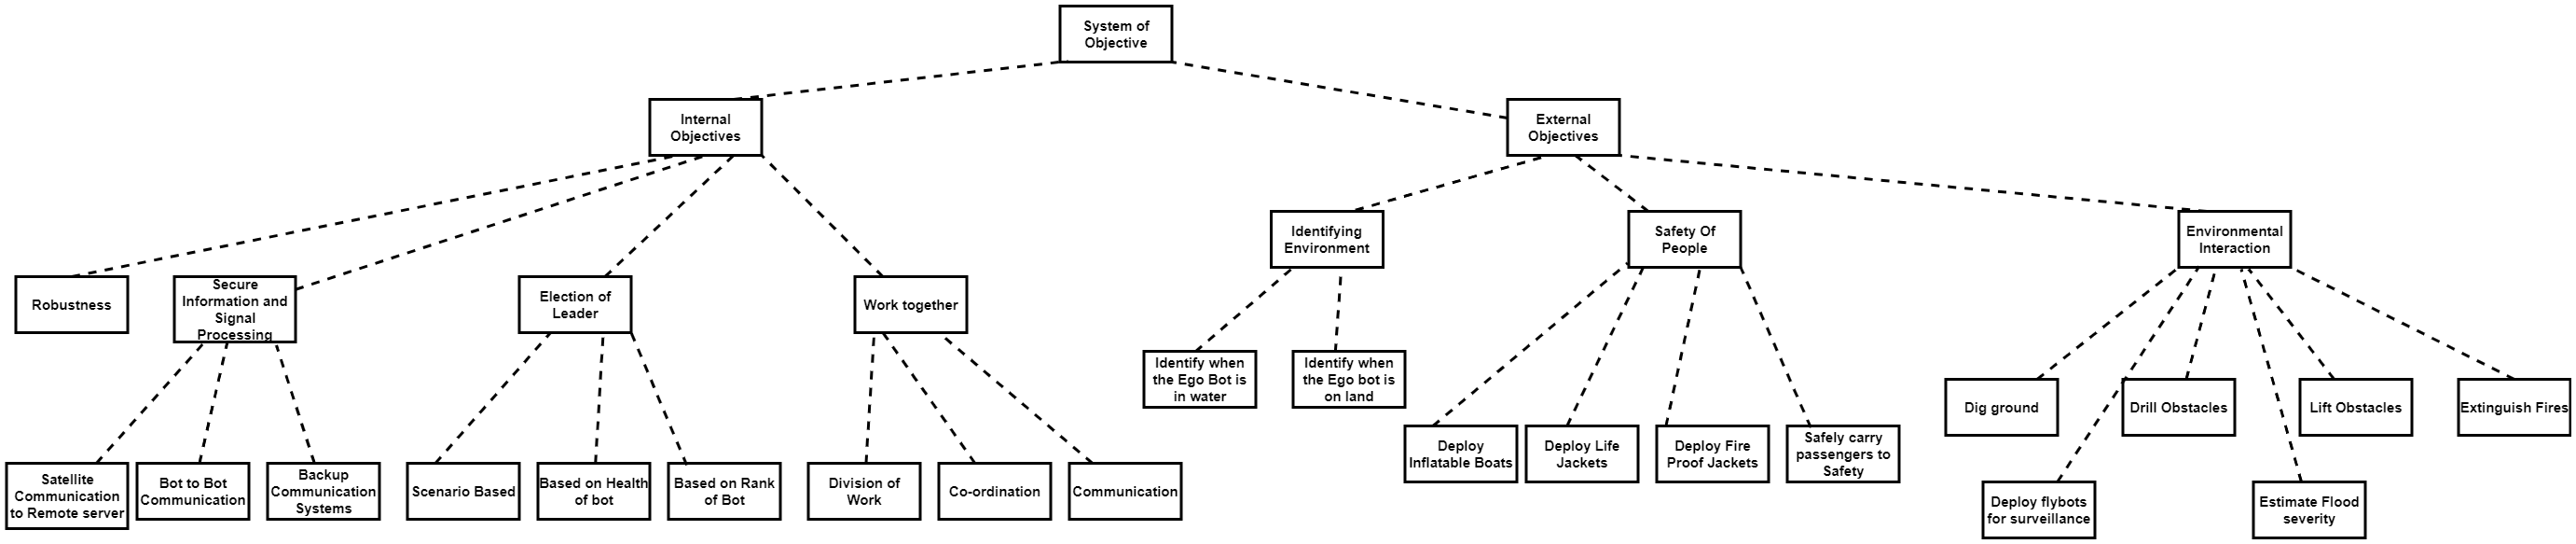 System of
Objective
Internal
Objectives
External
Objectives
Identifying
Environment
Safety Of
People
Environmental
Interaction
Robustness
Secure
Information and
Signal
Processing
Election of
Leader
Work together
Identify when
the Ego Bot is
in water
Identify when
the Ego bot is
on land
Dig ground
Drill Obstacles
Lift Obstacles
Extinguish Fires
Deploy
Inflatable Boats
Deploy Life
Jackets
Deploy Fire
Proof Jackets
Safely carry
passengers to
Safety
Satellite
Communication
to Remote server
Bot to Bot
Communication
Backup
Communication
Systems
Scenario Based
Based on Health
of bot
Based on Rank
of Bot
Division of
Work
Co-ordination
Communication
Deploy flybots
for surveillance
Estimate Flood
severity